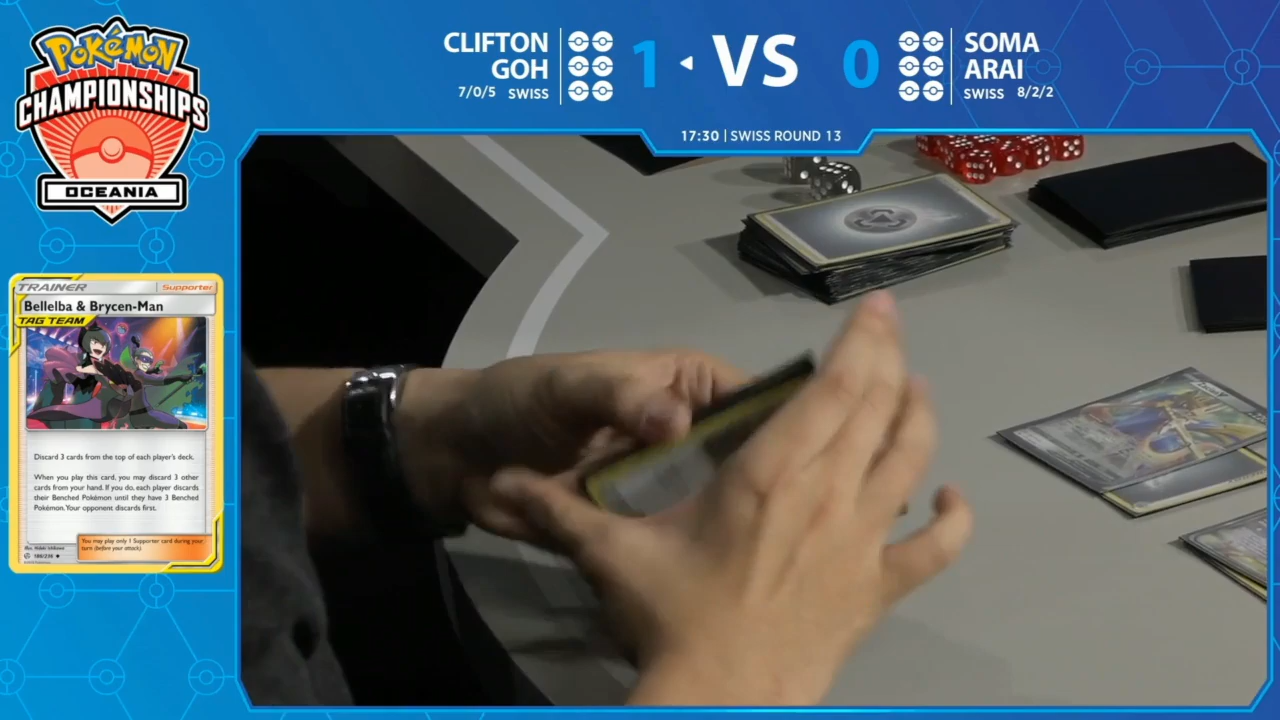 Pokémon
CHAMPIONSHIPS
OCEANIA
CLIFTON
GOH
7/0/5 SWISS
1
VS
0
SOMA
ARAI
SWISS 8/2/2
17:30 | SWISS ROUND 13
TRAINER Supporter
Bellelba & Brycen-Man
TAG TEAM
Discard 3 cards from the top of each player's deck.
When you play this card, you may discard 3 other
cards from your hand. If you do, each player discards
their Benched Pokémon until they have 3 Benched
Pokémon. Your opponent discards first.
You may play only 1 Supporter card during your
turn (before your attack).
186/236